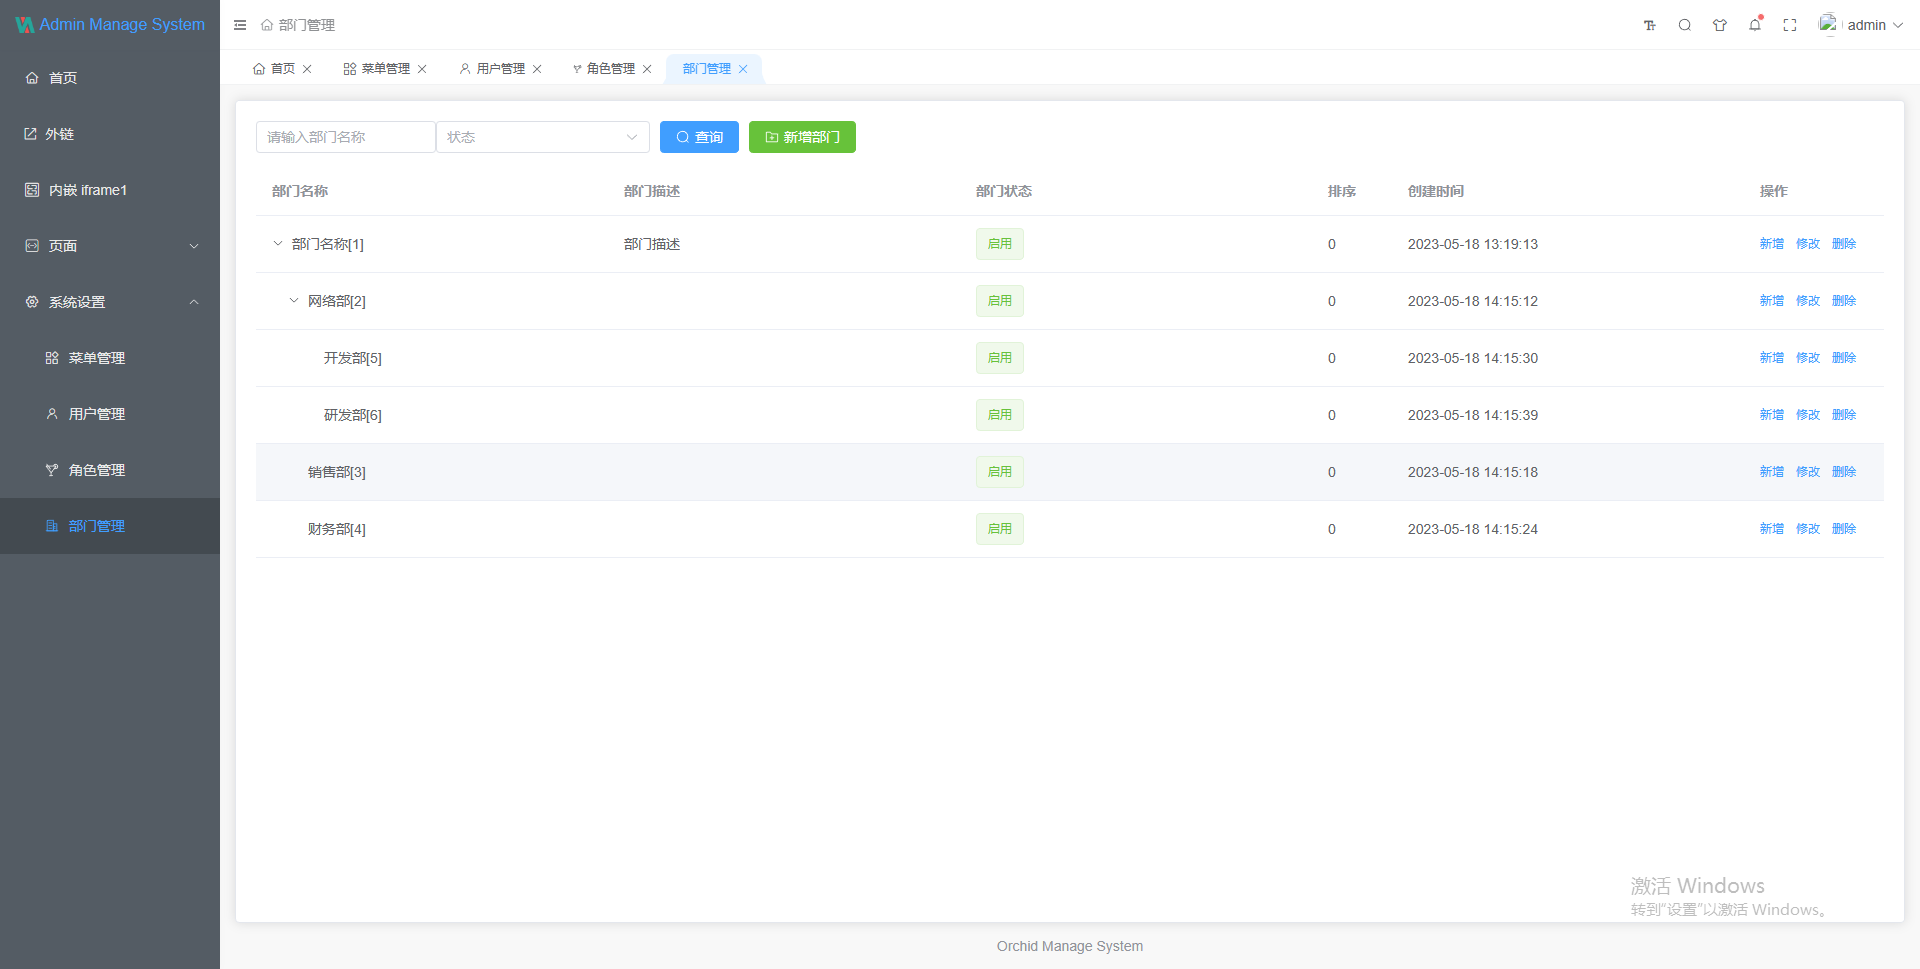 Admin Manage System
首页
外链
内嵌 iframe1
页面
系统设置
菜单管理
用户管理
角色管理
部门管理
部门管理
admin
首页 菜单管理 用户管理 角色管理 部门管理
请输入部门名称 状态 查询 新增部门
部门名称 部门描述 部门状态 排序 创建时间 操作
部门名称[1] 部门描述 启用 0 2023-05-18 13:19:13 新增 修改 删除
网络部[2] 启用 0 2023-05-18 14:15:12 新增 修改 删除
开发部[5] 启用 0 2023-05-18 14:15:30 新增 修改 删除
研发部[6] 启用 0 2023-05-18 14:15:39 新增 修改 删除
销售部[3] 启用 0 2023-05-18 14:15:18 新增 修改 删除
财务部[4] 启用 0 2023-05-18 14:15:24 新增 修改 删除
激活 Windows
转到“设置”以激活 Windows。
Orchid Manage System